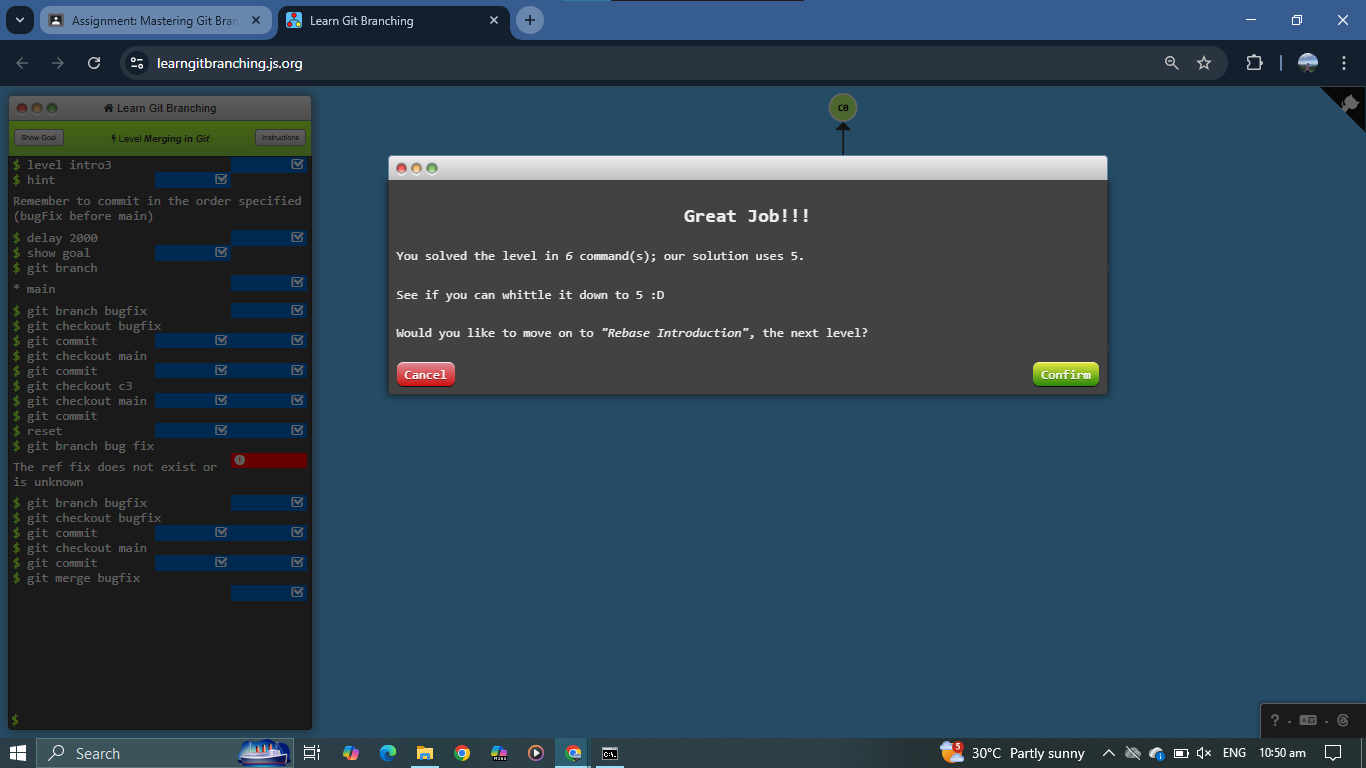 Assignment: Mastering Git Bran
Learn Git Branching
learngitbranching.js.org
Learn Git Branching
Show Goal
Level Merging in Git
Instructions
$ level intro3
$ hint
Remember to commit in the order specified
(bugFix before main)
$ delay 2000
$ show goal
$ git branch
* main
$ git branch bugfix
$ git checkout bugfix
$ git commit
$ git checkout main
$ git commit
$ git checkout c3
$ git checkout main
$ git commit
$ reset
$ git branch bug fix
The ref fix does not exist or
is unknown
$ git branch bugfix
$ git checkout bugfix
$ git commit
$ git checkout main
$ git commit
$ git merge bugfix
$
C0
Great Job!!!
You solved the level in 6 command(s); our solution uses 5.
See if you can whittle it down to 5 :D
Would you like to move on to "Rebase Introduction", the next level?
Cancel
Confirm
Search
5
30°C Partly sunny
ENG
10:50 am